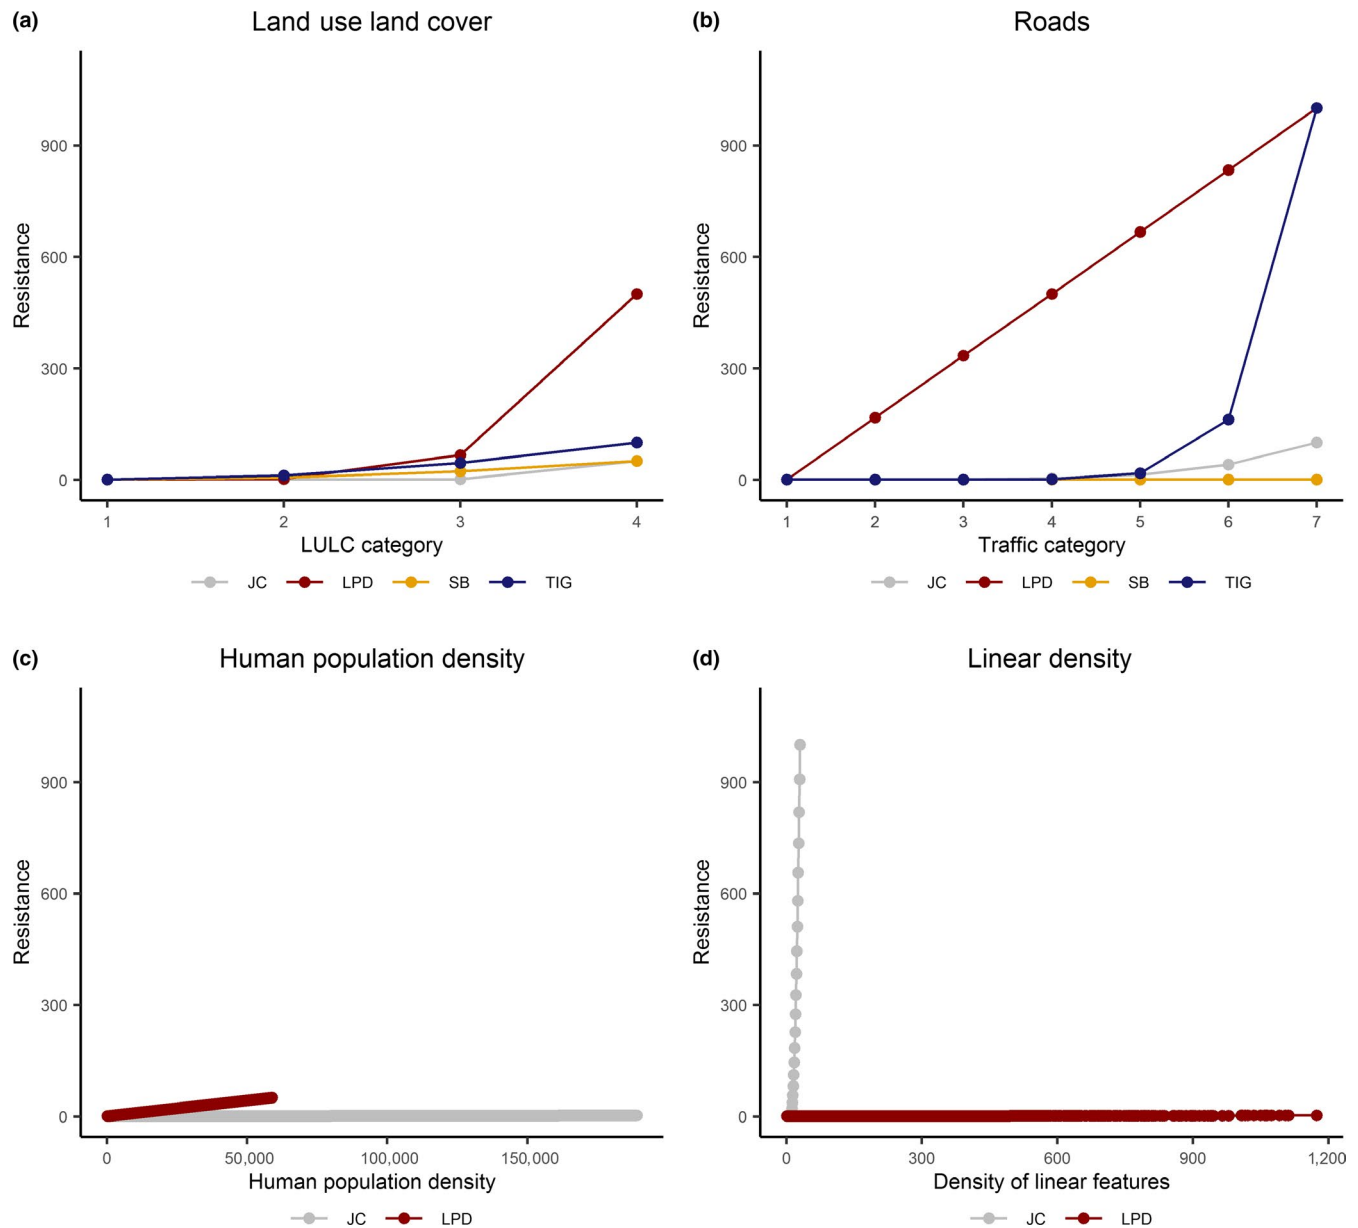 (a) Land use land cover
900
600
300
0
Resistance
1 2 3 4
LULC category
JC LPD SB TIG
(b) Roads
900
600
300
0
Resistance
1 2 3 4 5 6 7
Traffic category
JC LPD SB TIG
(c) Human population density
900
600
300
0
Resistance
0 50,000 100,000 150,000
Human population density
JC LPD
(d) Linear density
900
600
300
0
Resistance
0 300 600 900 1,200
Density of linear features
JC LPD